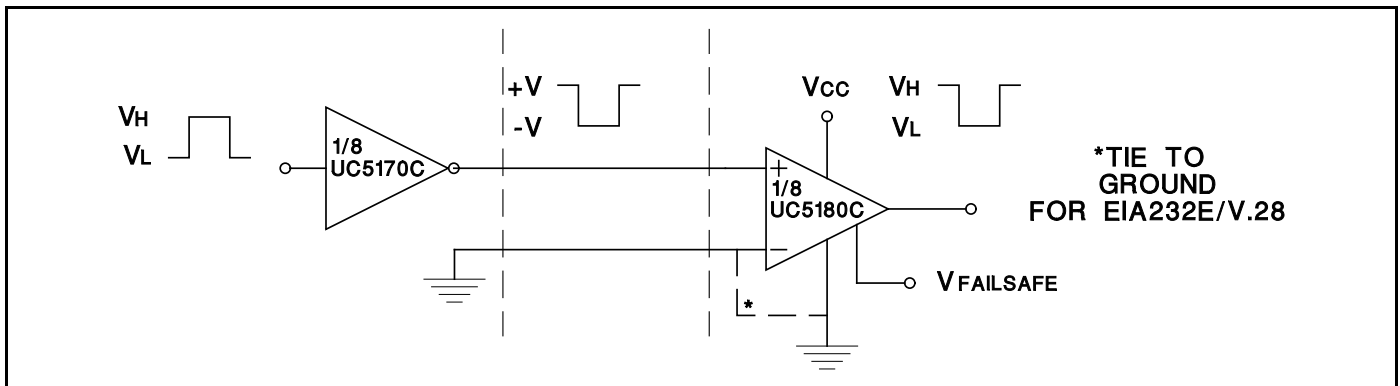 VH
VL
1/8
UC5170C
+V
-V
VCC
VH
VL
+
1/8
UC5180C
−
*
VFAILSAFE
*TIE TO
GROUND
FOR EIA232E/V.28